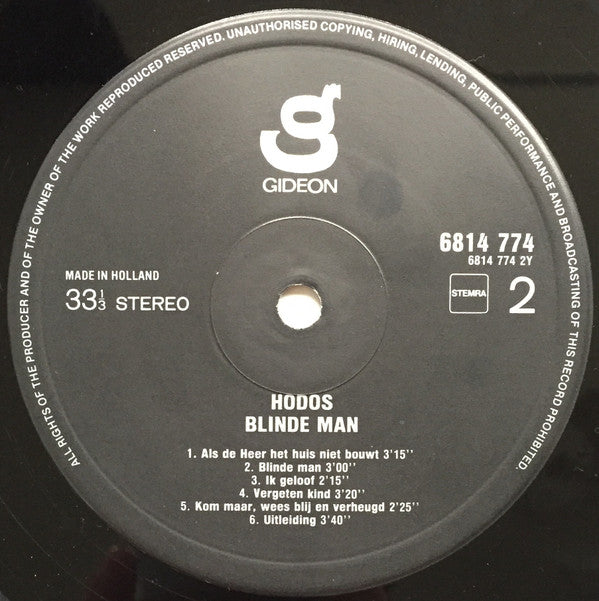 ALL RIGHTS OF THE PRODUCER AND OF THE OWNER OF THE WORK REPRODUCED RESERVED. UNAUTHORISED COPYING, HIRING, LENDING, PUBLIC PERFORMANCE AND BROADCASTING OF THIS RECORD PROHIBITED.
g
GIDEON
6814 774
6814 774 2Y
MADE IN HOLLAND
33 1/3 STEREO
STEMRA
2
HODOS
BLINDE MAN
1. Als de Heer het huis niet bouwt 3'15''
2. Blinde man 3'00''
3. Ik geloof 2'15''
4. Vergeten kind 3'20''
5. Kom maar, wees blij en verheugd 2'25''
6. Uitleiding 3'40''